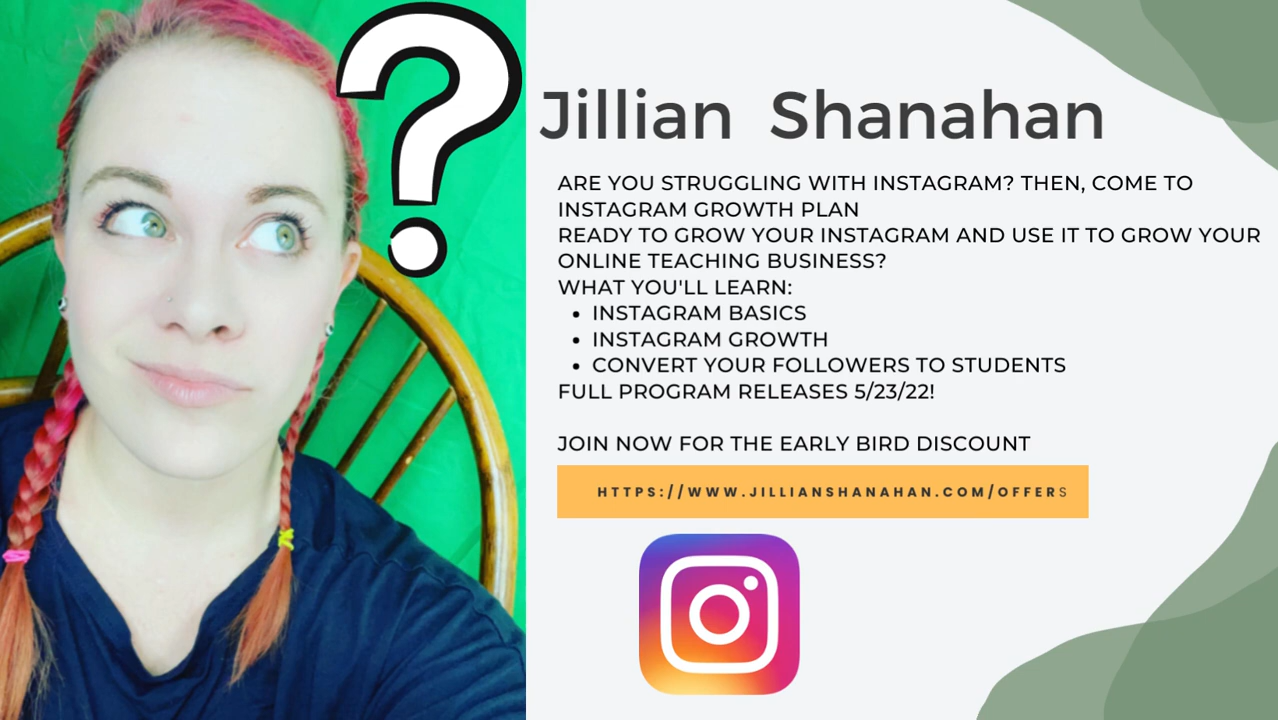 ?
Jillian Shanahan
ARE YOU STRUGGLING WITH INSTAGRAM? THEN, COME TO
INSTAGRAM GROWTH PLAN
READY TO GROW YOUR INSTAGRAM AND USE IT TO GROW YOUR
ONLINE TEACHING BUSINESS?
WHAT YOU'LL LEARN:
• INSTAGRAM BASICS
• INSTAGRAM GROWTH
• CONVERT YOUR FOLLOWERS TO STUDENTS
FULL PROGRAM RELEASES 5/23/22!
JOIN NOW FOR THE EARLY BIRD DISCOUNT
HTTPS://WWW.JILLIANSHANAHAN.COM/OFFERS